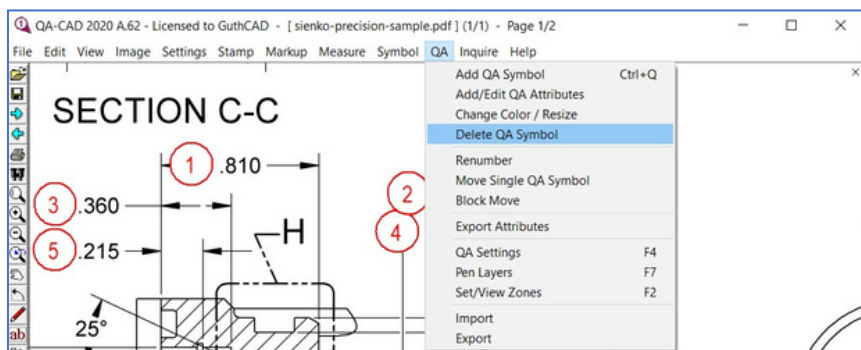 QA-CAD 2020 A.62 - Licensed to GuthCAD - [ sienko-precision-sample.pdf ] (1/1) - Page 1/2
File Edit View Image Settings Stamp Markup Measure Symbol QA Inquire Help
Add QA Symbol Ctrl+Q
Add/Edit QA Attributes
Change Color / Resize
Delete QA Symbol
Renumber
Move Single QA Symbol
Block Move
Export Attributes
QA Settings F4
Pen Layers F7
Set/View Zones F2
Import
Export
SECTION C-C
1 .810
2
3 .360
4
H
5 .215
25°
ab